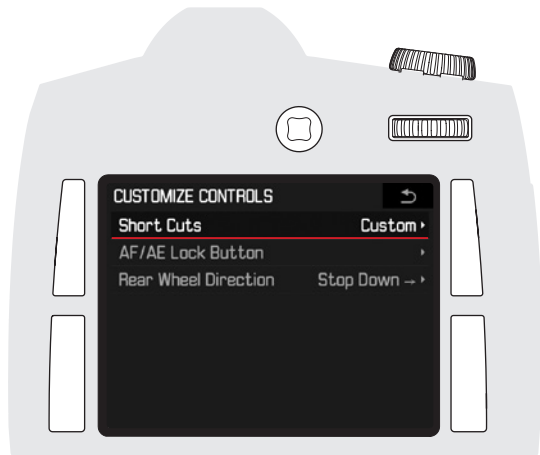 CUSTOMIZE CONTROLS
Short Cuts Custom
AF/AE Lock Button
Rear Wheel Direction Stop Down →